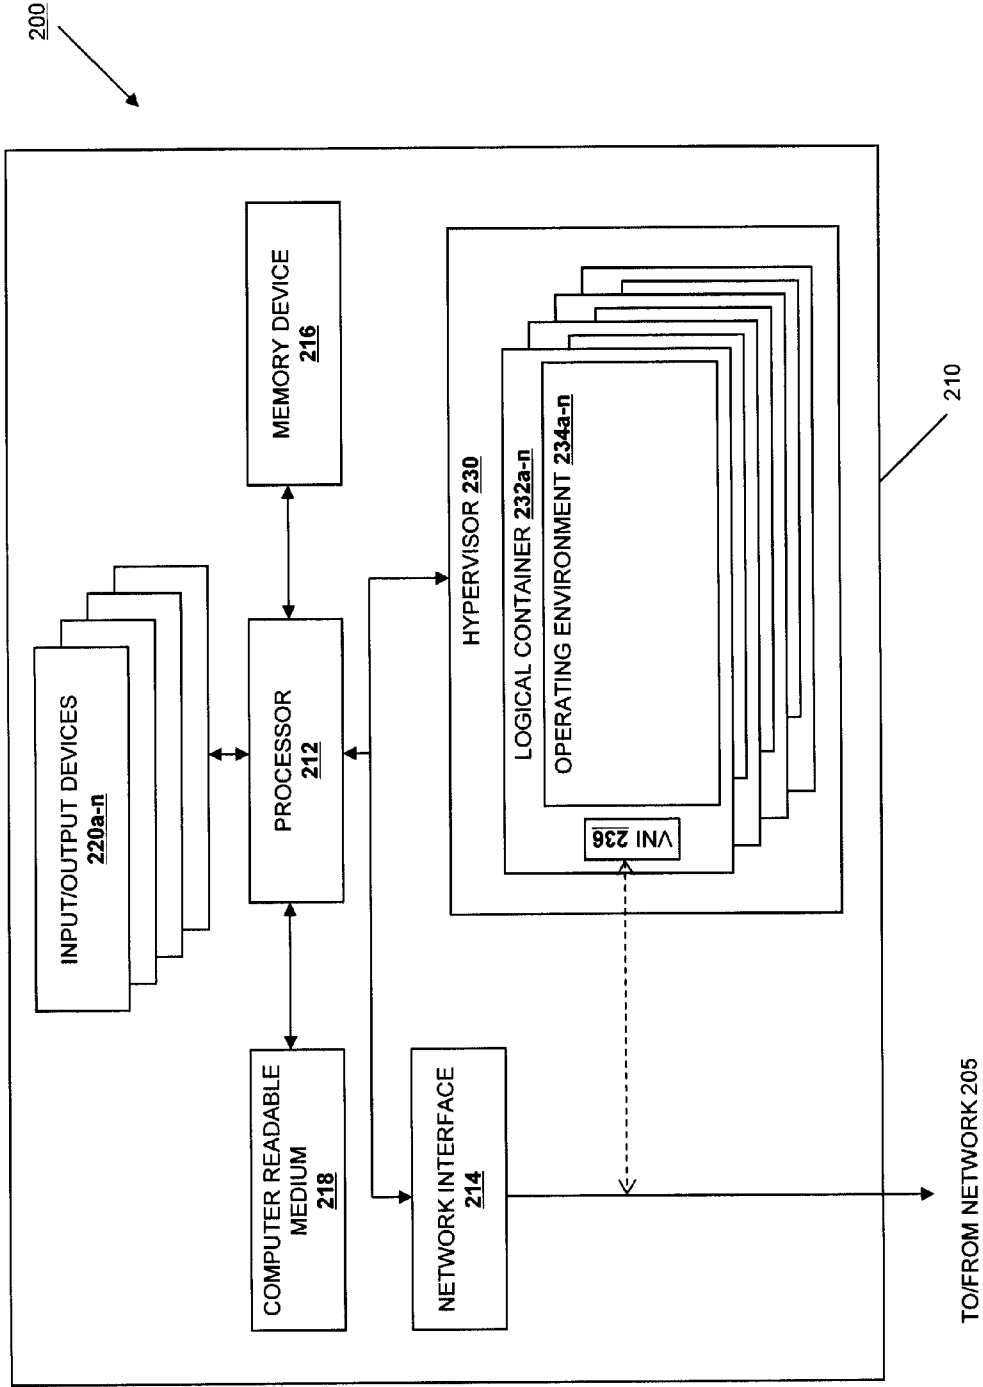 200
INPUT/OUTPUT DEVICES
220a-n
COMPUTER READABLE
MEDIUM
218
PROCESSOR
212
MEMORY DEVICE
216
NETWORK INTERFACE
214
HYPERVISOR 230
LOGICAL CONTAINER 232a-n
OPERATING ENVIRONMENT 234a-n
VNI 236
210
TO/FROM NETWORK 205